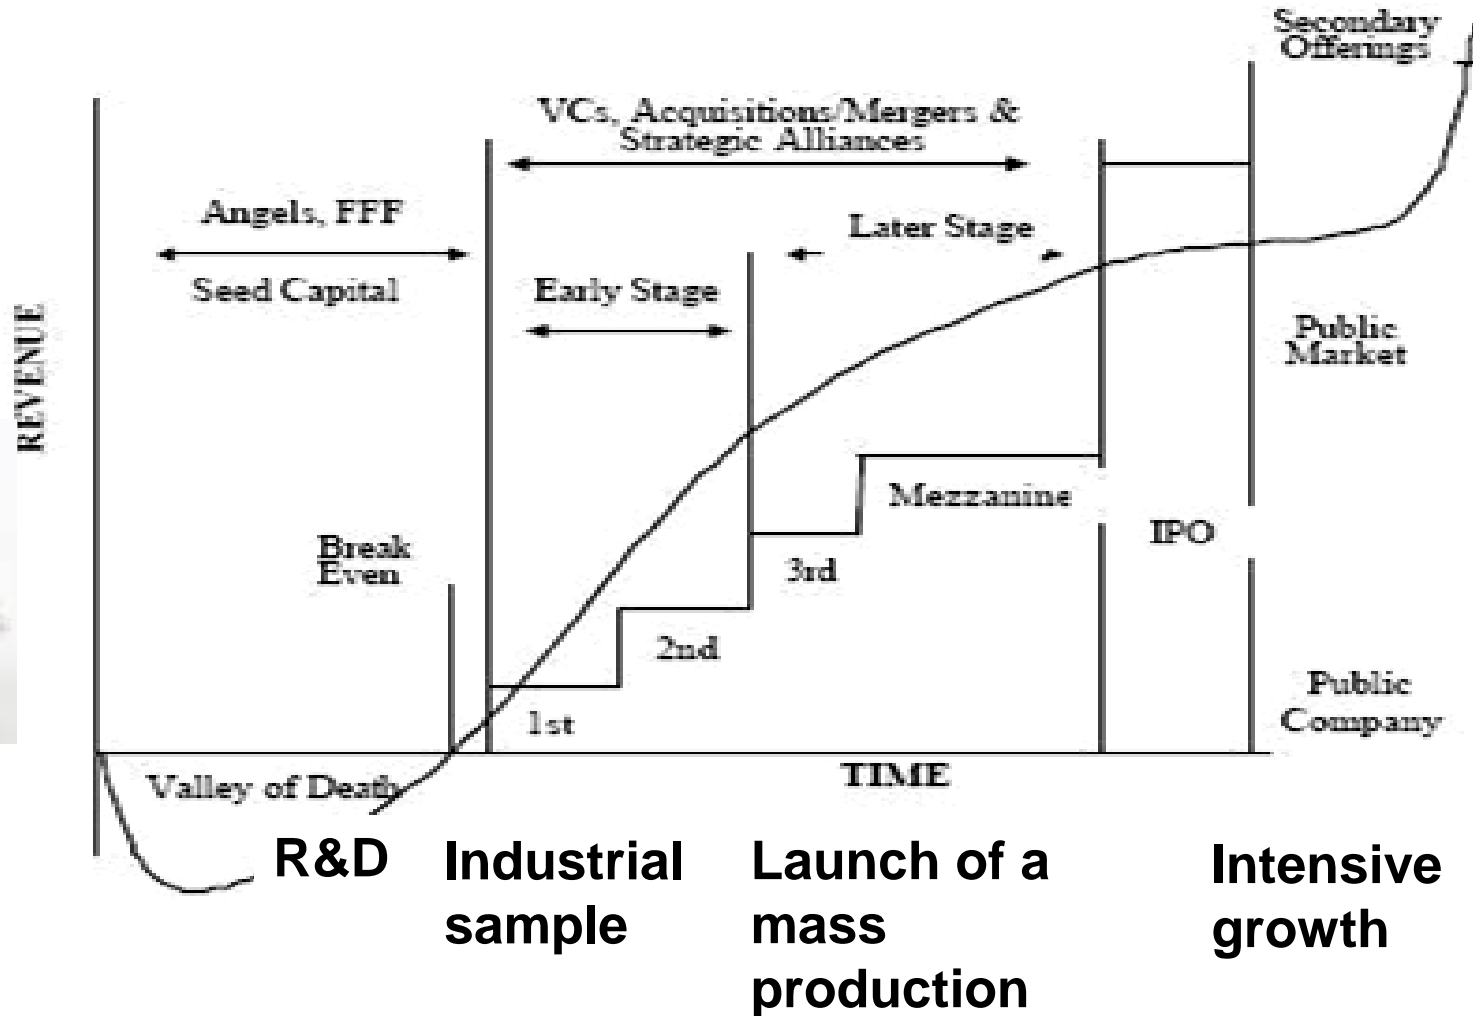 Secondary
Offerings
VCs, Acquisitions/Mergers &
Strategic Alliances
Angels, FFF
Later Stage
Seed Capital
Early Stage
REVENUE
Public
Market
Mezzanine
Break
Even
IPO
3rd
2nd
Public
Company
1st
Valley of Death
TIME
R&D
Industrial
sample
Launch of a
mass
production
Intensive
growth